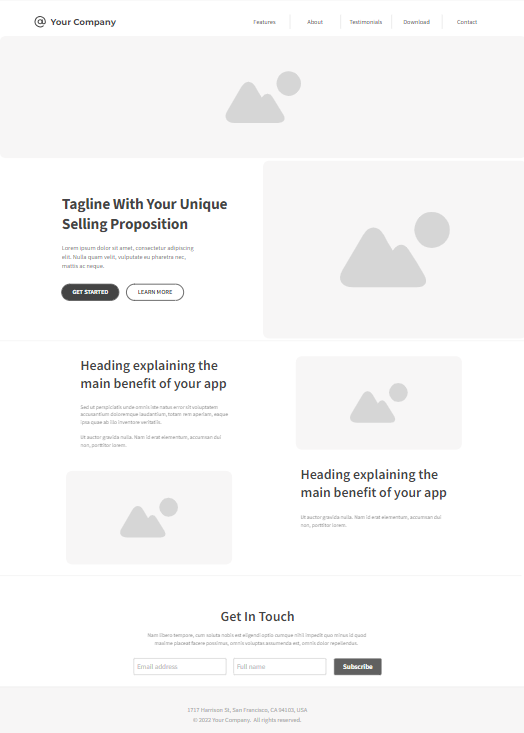 @ Your Company
Features
About
Testimonials
Download
Contact
Tagline With Your Unique
Selling Proposition
Lorem ipsum dolor sit amet, consectetur adipiscing
elit. Nulla quam velit, vulputate eu pharetra nec,
mattis ac neque.
GET STARTED
LEARN MORE
Heading explaining the
main benefit of your app
Sed ut perspiciatis unde omnis iste natus error sit voluptatem
accusantium doloremque laudantium, totam rem aperiam, eaque
ipsa quae ab illo inventore veritatis.
Ut auctor gravida nulla. Nam id erat elementum, accumsan dui
non, porttitor lorem.
Heading explaining the
main benefit of your app
Ut auctor gravida nulla. Nam id erat elementum, accumsan dui
non, porttitor lorem.
Get In Touch
Nam libero tempore, cum soluta nobis est eligendi optio cumque nihil impedit quo minus id quod
maxime placeat facere possimus, omnis voluptas assumenda est, omnis dolor repellendus.
Email address
Full name
Subscribe
1717 Harrison St, San Francisco, CA 94103, USA
© 2022 Your Company. All rights reserved.